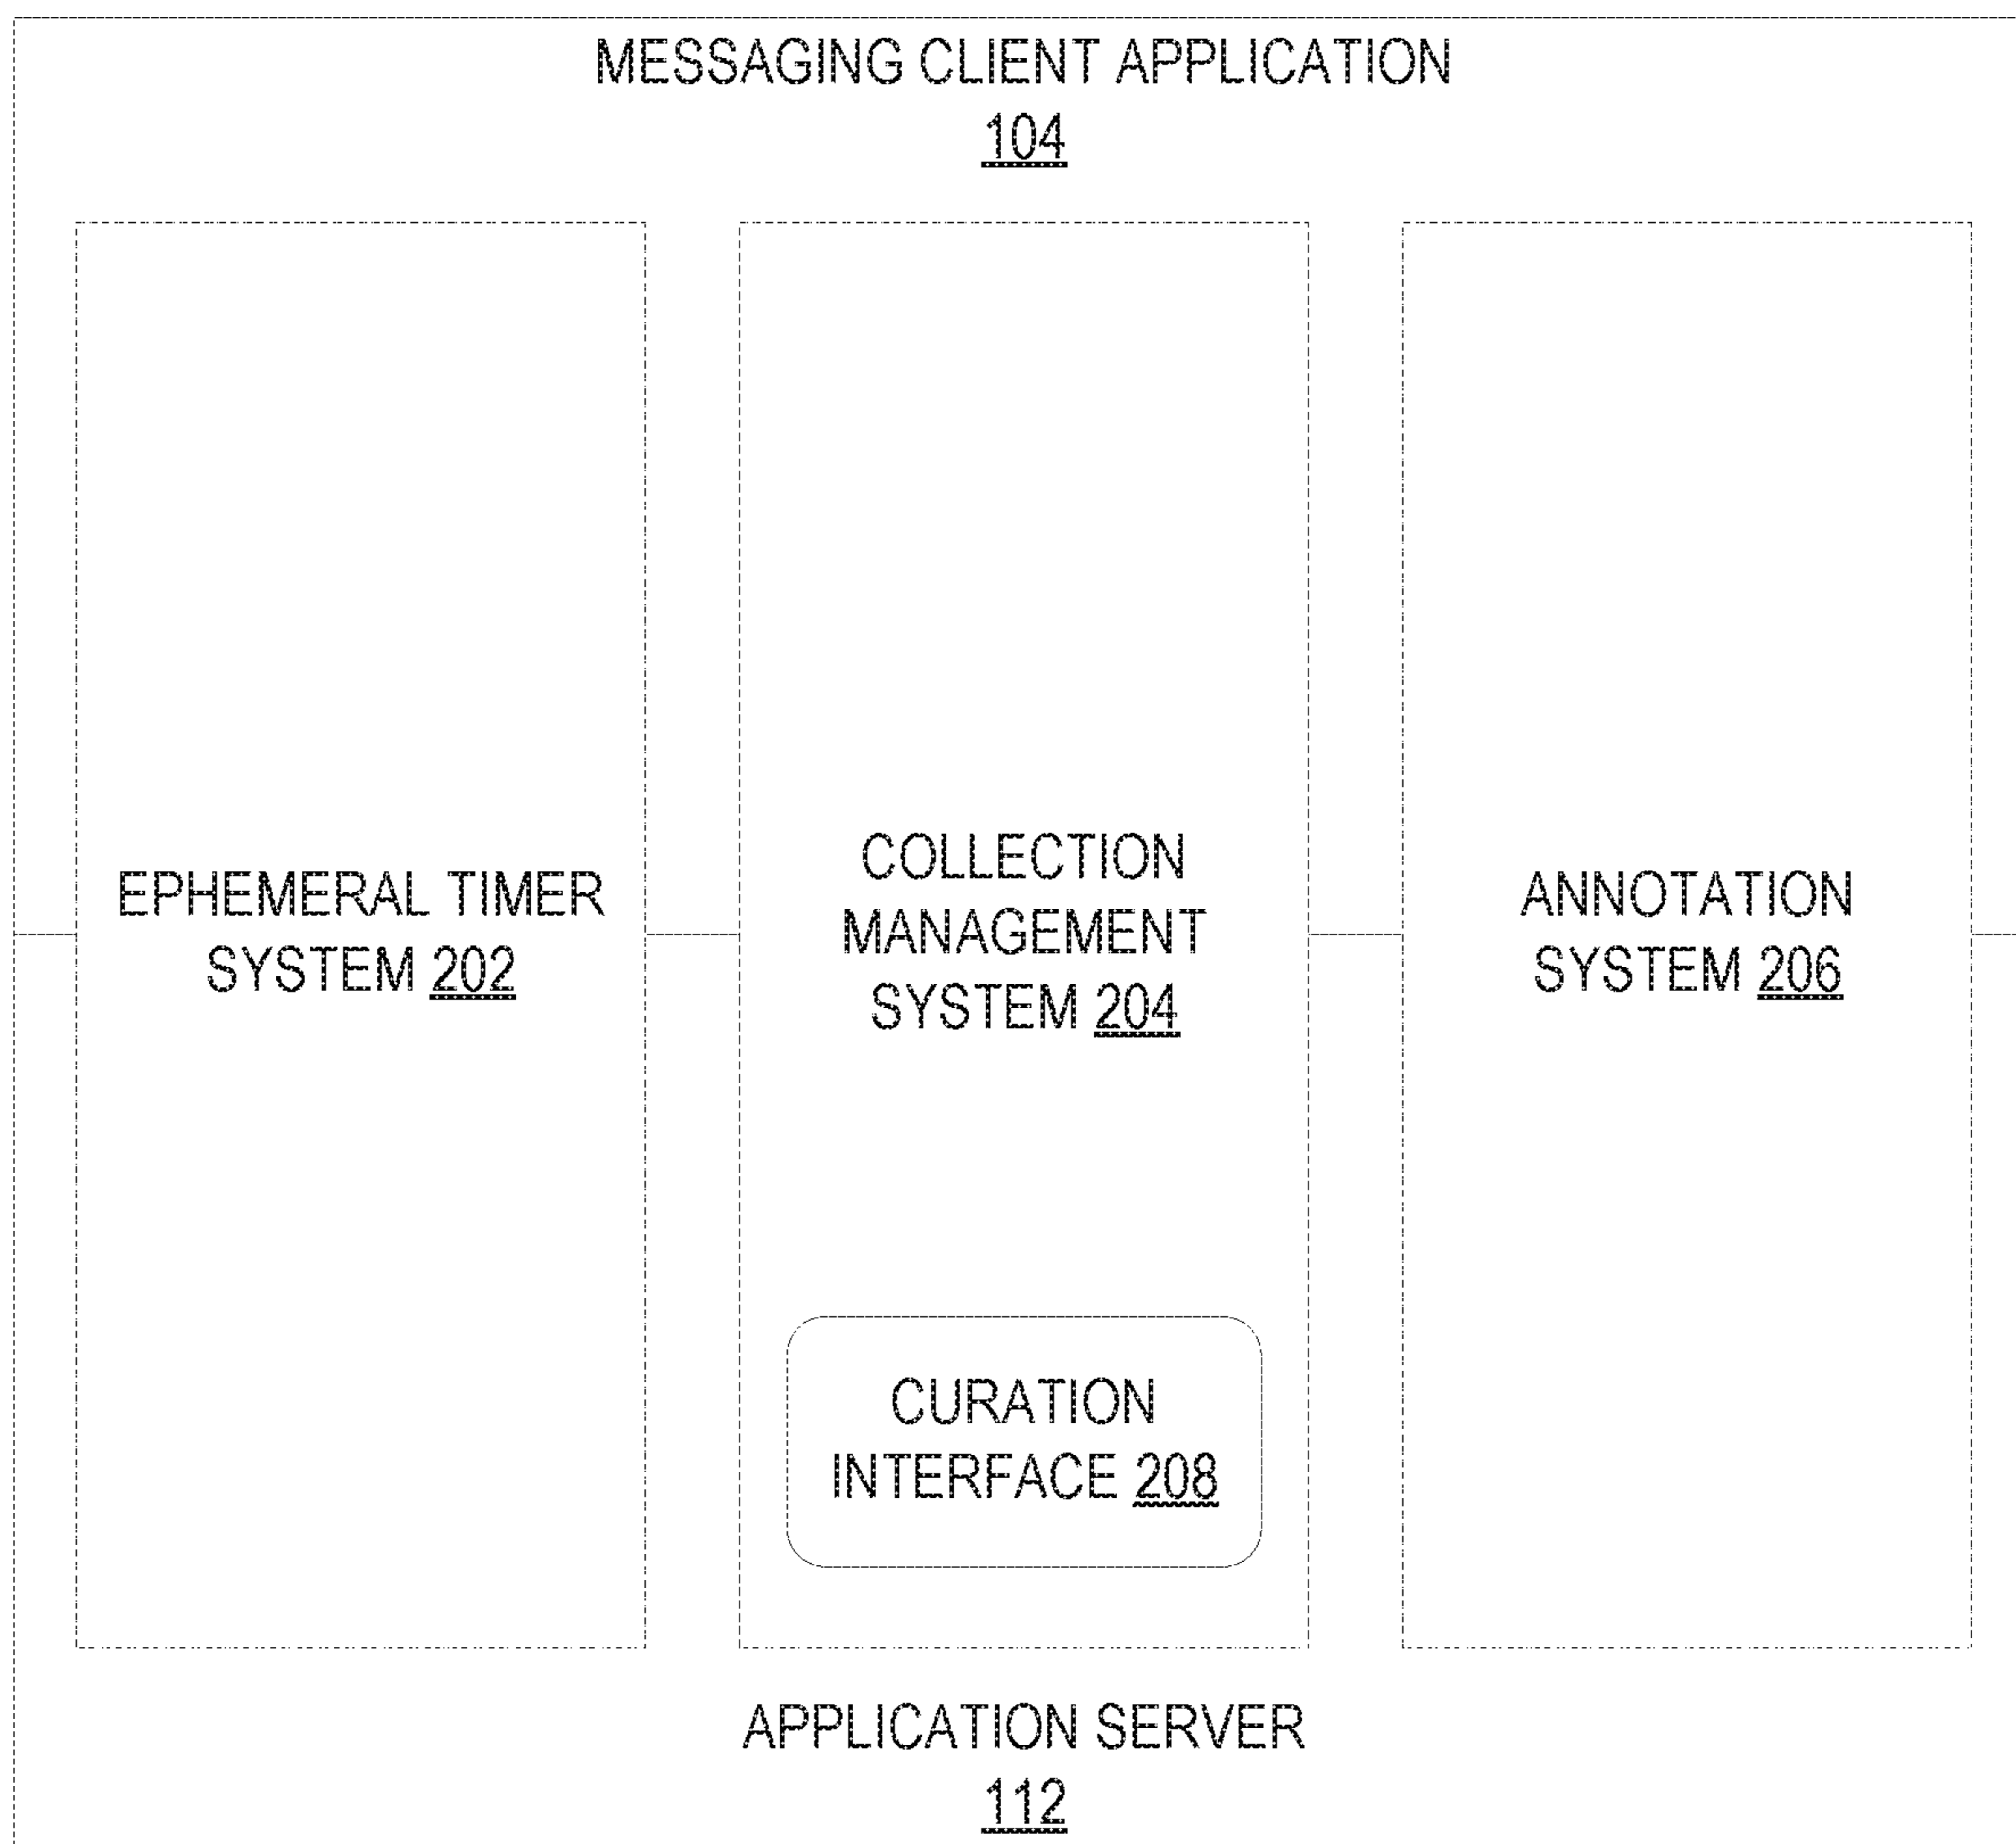 MESSAGING CLIENT APPLICATION
104
EPHEMERAL TIMER
SYSTEM 202
COLLECTION
MANAGEMENT
SYSTEM 204
CURATION
INTERFACE 208
ANNOTATION
SYSTEM 206
APPLICATION SERVER
112